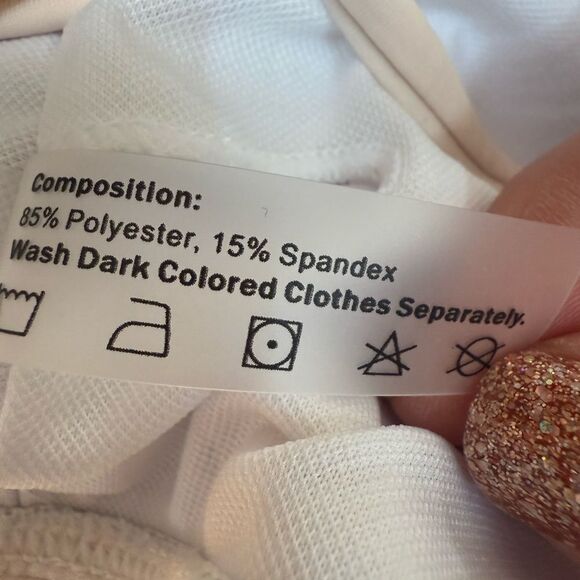 Composition:
85% Polyester, 15% Spandex
Wash Dark Colored Clothes Separately.